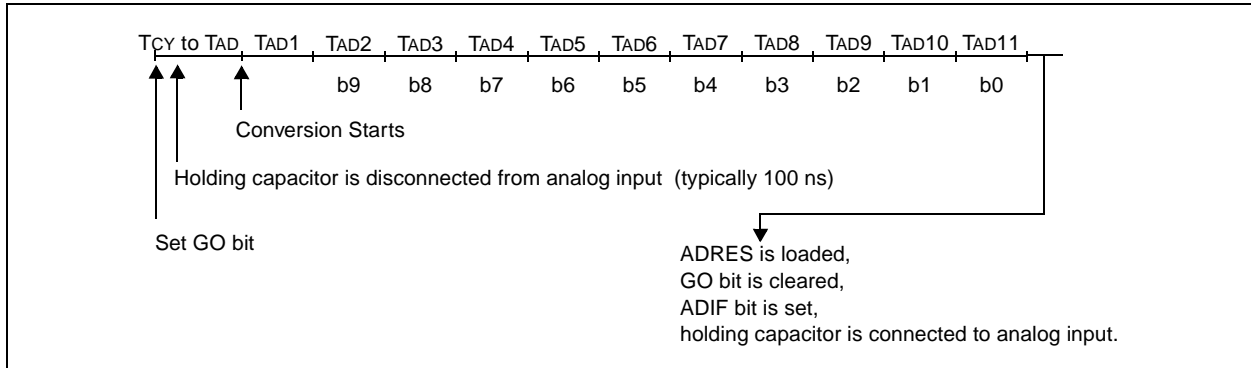 TCY to TAD TAD1 TAD2 TAD3 TAD4 TAD5 TAD6 TAD7 TAD8 TAD9 TAD10 TAD11
b9 b8 b7 b6 b5 b4 b3 b2 b1 b0
Conversion Starts
Holding capacitor is disconnected from analog input (typically 100 ns)
Set GO bit
ADRES is loaded,
GO bit is cleared,
ADIF bit is set,
holding capacitor is connected to analog input.